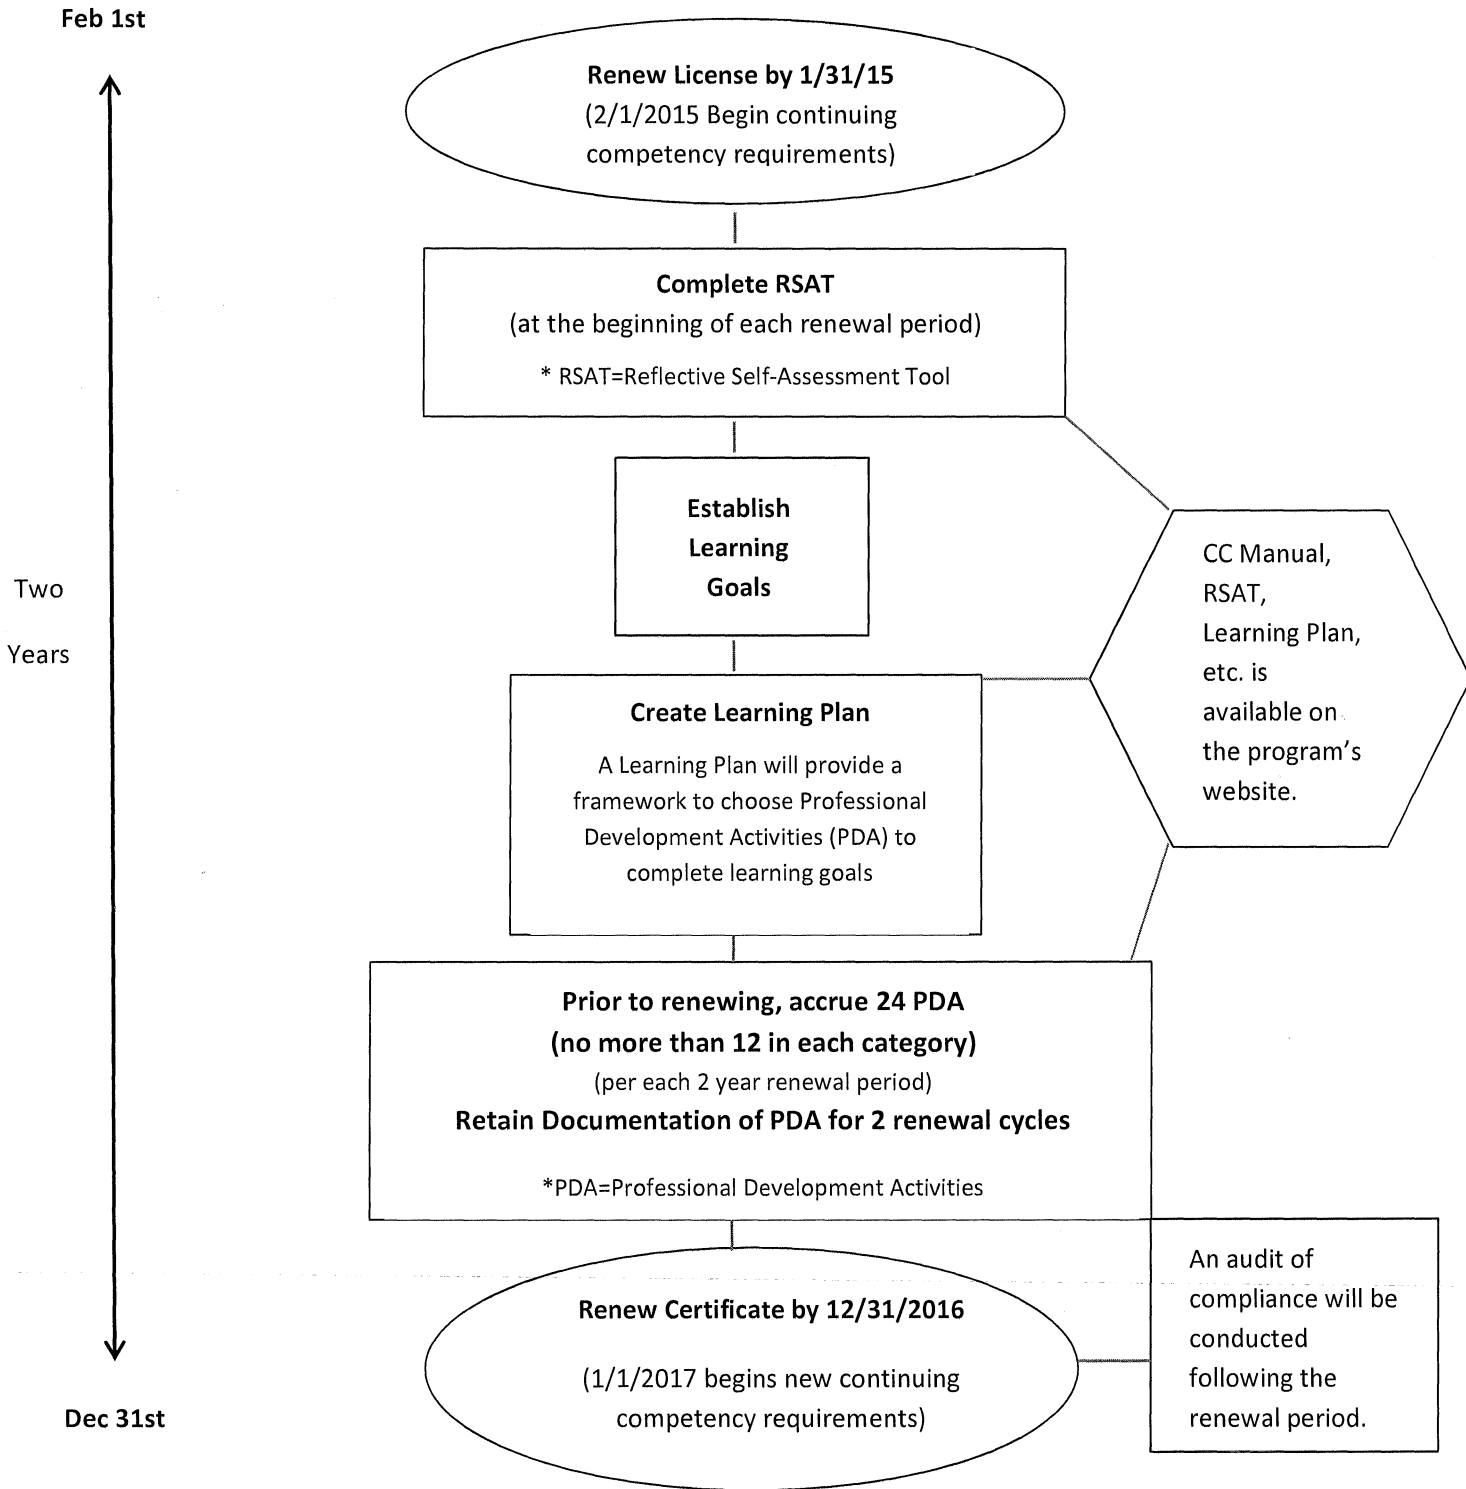 Feb 1st
Renew License by 1/31/15
(2/1/2015 Begin continuing
competency requirements)
Complete RSAT
(at the beginning of each renewal period)
* RSAT=Reflective Self-Assessment Tool
Establish
Learning
Goals
Two
Years
CC Manual,
RSAT,
Learning Plan,
etc. is
available on
the program's
website.
Create Learning Plan
A Learning Plan will provide a
framework to choose Professional
Development Activities (PDA) to
complete learning goals
Prior to renewing, accrue 24 PDA
(no more than 12 in each category)
(per each 2 year renewal period)
Retain Documentation of PDA for 2 renewal cycles
*PDA=Professional Development Activities
Renew Certificate by 12/31/2016
(1/1/2017 begins new continuing
competency requirements)
An audit of
compliance will be
conducted
following the
renewal period.
Dec 31st